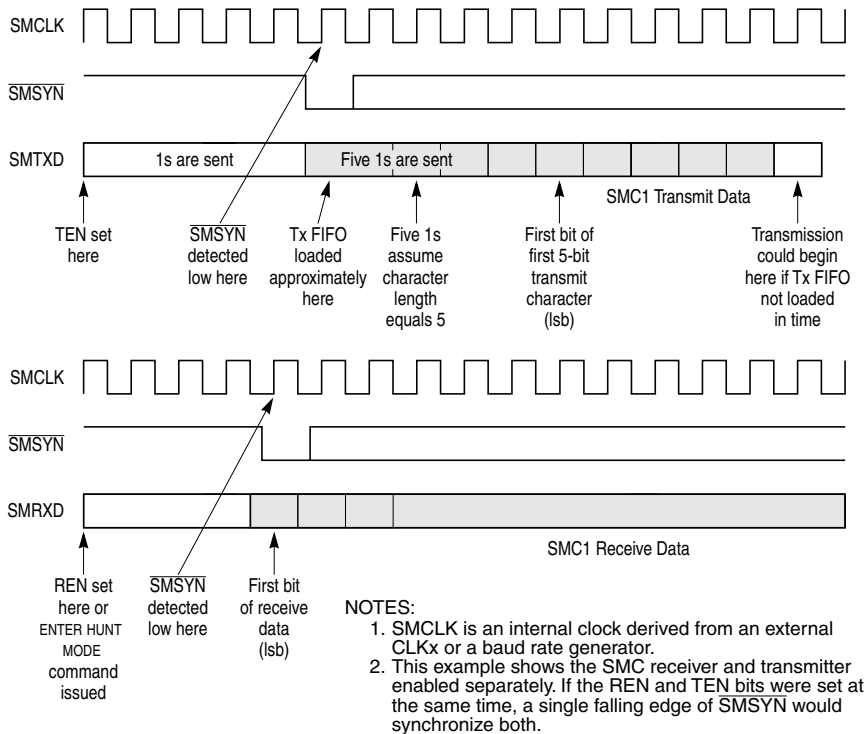 SMCLK
SMSYN
SMTXD
1s are sent
Five 1s are sent
SMC1 Transmit Data
TEN set
here
SMSYN
detected
low here
Tx FIFO
loaded
approximately
here
Five 1s
assume
character
length
equals 5
First bit of
first 5-bit
transmit
character
(lsb)
Transmission
could begin
here if Tx FIFO
not loaded
in time
SMCLK
SMSYN
SMRXD
SMC1 Receive Data
REN set
here or
ENTER HUNT
MODE
command
issued
SMSYN
detected
low here
First bit
of receive
data
(lsb)
NOTES:
1. SMCLK is an internal clock derived from an external
CLKx or a baud rate generator.
2. This example shows the SMC receiver and transmitter
enabled separately. If the REN and TEN bits were set at
the same time, a single falling edge of SMSYN would
synchronize both.